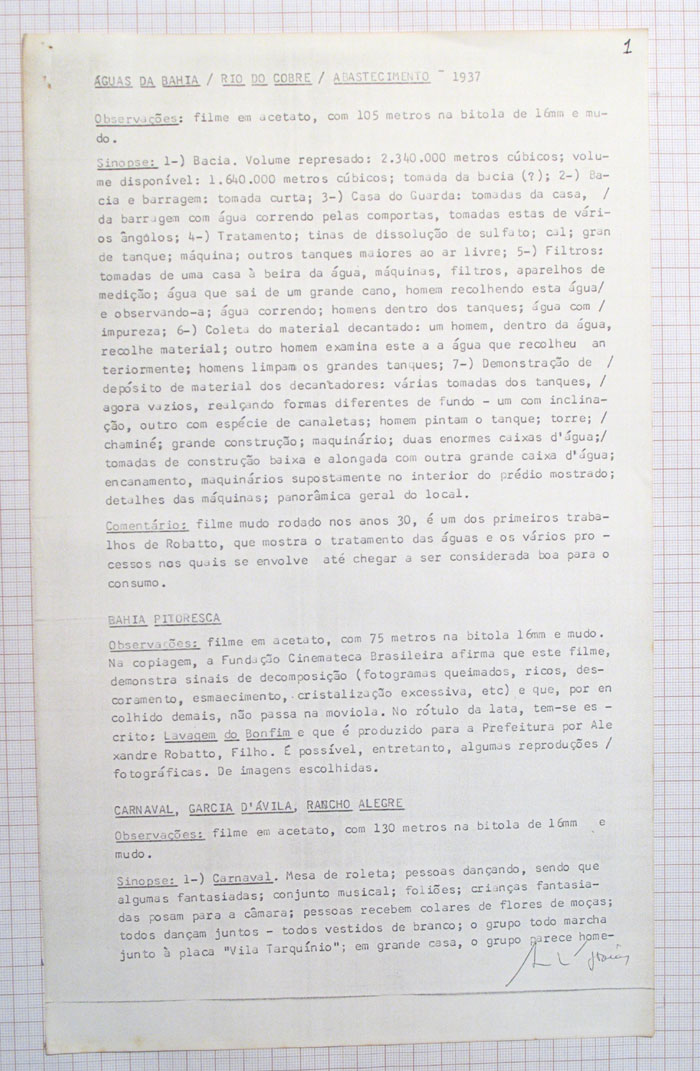 1
ÁGUAS DA BAHIA / RIO DO COBRE / ABASTECIMENTO - 1937
Observações: filme em acetato, com 105 metros na bitola de 16mm e mu-
do.
Sinopse: 1-) Bacia. Volume represado: 2.340.000 metros cúbicos; volu-
me disponível: 1.640.000 metros cúbicos; tomada da bacia (?); 2-) Ba-
cia e barragem: tomada curta; 3-) Casa do Guarda: tomadas da casa, /
da barragem com água correndo pelas comportas, tomadas estas de vári-
os ângulos; 4-) Tratamento; tinas de dissolução de sulfato; cal; gran
de tanque; máquina; outros tanques maiores ao ar livre; 5-) Filtros:
tomadas de uma casa à beira da água, máquinas, filtros, aparelhos de
medição; água que sai de um grande cano, homem recolhendo esta água/
e observando-a; água correndo; homens dentro dos tanques; água com /
impureza; 6-) Coleta do material decantado: um homem, dentro da água,
recolhe material; outro homem examina este a a água que recolheu an
teriormente; homens limpam os grandes tanques; 7-) Demonstração de /
depósito de material dos decantadores: várias tomadas dos tanques, /
agora vazios, realçando formas diferentes de fundo - um com inclina-
ção, outro com espécie de canaletas; homem pintam o tanque; torre; /
chaminé; grande construção; maquinário; duas enormes caixas d'água;/
tomadas de construção baixa e alongada com outra grande caixa d'água;
encanamento, maquinários supostamente no interior do prédio mostrado;
detalhes das máquinas; panorâmica geral do local.
Comentário: filme mudo rodado nos anos 30, é um dos primeiros traba-
lhos de Robatto, que mostra o tratamento das águas e os vários pro -
cessos nos quais se envolve até chegar a ser considerada boa para o
consumo.
BAHIA PITORESCA
Observações: filme em acetato, com 75 metros na bitola 16mm e mudo.
Na copiagem, a Fundação Cinemateca Brasileira afirma que este filme,
demonstra sinais de decomposição (fotogramas queimados, ricos, des-
coramento, esmaecimento, cristalização excessiva, etc) e que, por en
colhido demais, não passa na moviola. No rótulo da lata, tem-se es -
crito: Lavagem do Bonfim e que é produzido para a Prefeitura por Ale
xandre Robatto, Filho. É possível, entretanto, algumas reproduções /
fotográficas. De imagens escolhidas.
CARNAVAL, GARCIA D'ÁVILA, RANCHO ALEGRE
Observações: filme em acetato, com 130 metros na bitola de 16mm e
mudo.
Sinopse: 1-) Carnaval. Mesa de roleta; pessoas dançando, sendo que
algumas fantasiadas; conjunto musical; foliões; crianças fantasia-
das posam para a câmara; pessoas recebem colares de flores de moças;
todos dançam juntos - todos vestidos de branco; o grupo todo marcha
junto à placa "Vila Tarquínio"; em grande casa, o grupo parece home-